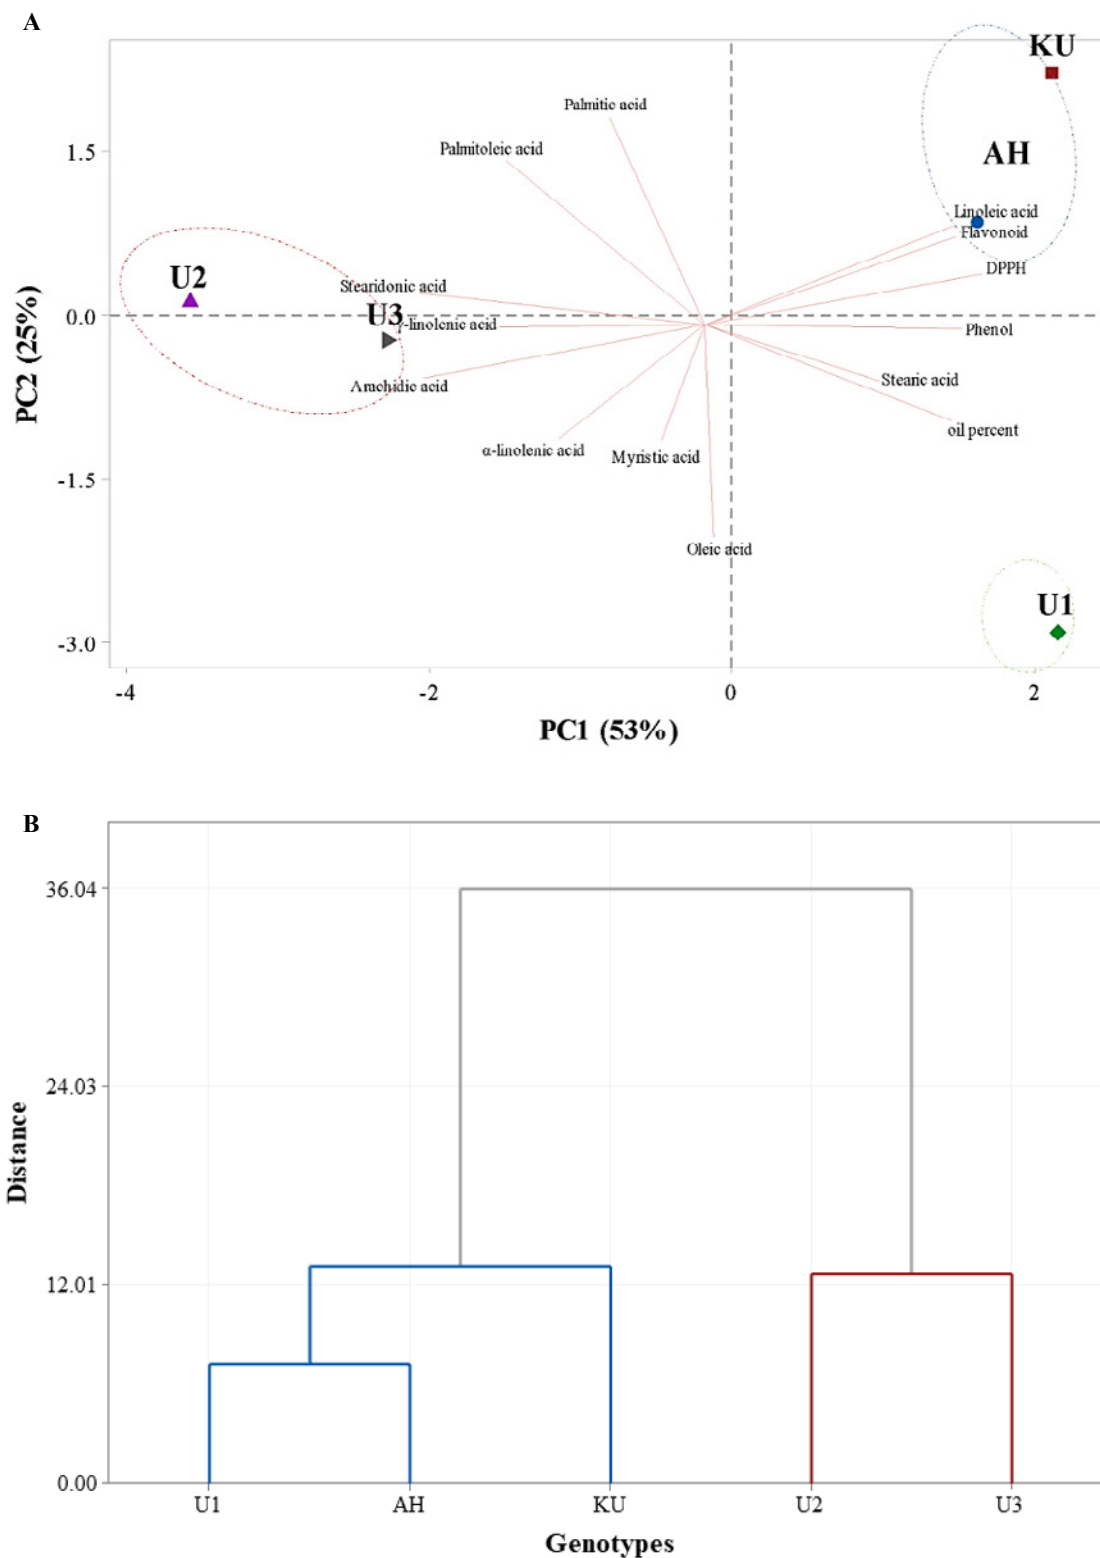 A
KU
Palmitic acid
Palmitoleic acid
1.5
AH
Linoleic acid
Flavonoid
DPPH
U2
Stearidonic acid
U3
-linolenic acid
0.0
Phenol
Arachidic acid
Stearic acid
oil percent
α-linolenic acid
Myristic acid
-1.5
Oleic acid
U1
-3.0
PC2 (25%)
-4 -2 0 2
PC1 (53%)
B
36.04
24.03
12.01
0.00
Distance
U1 AH KU U2 U3
Genotypes